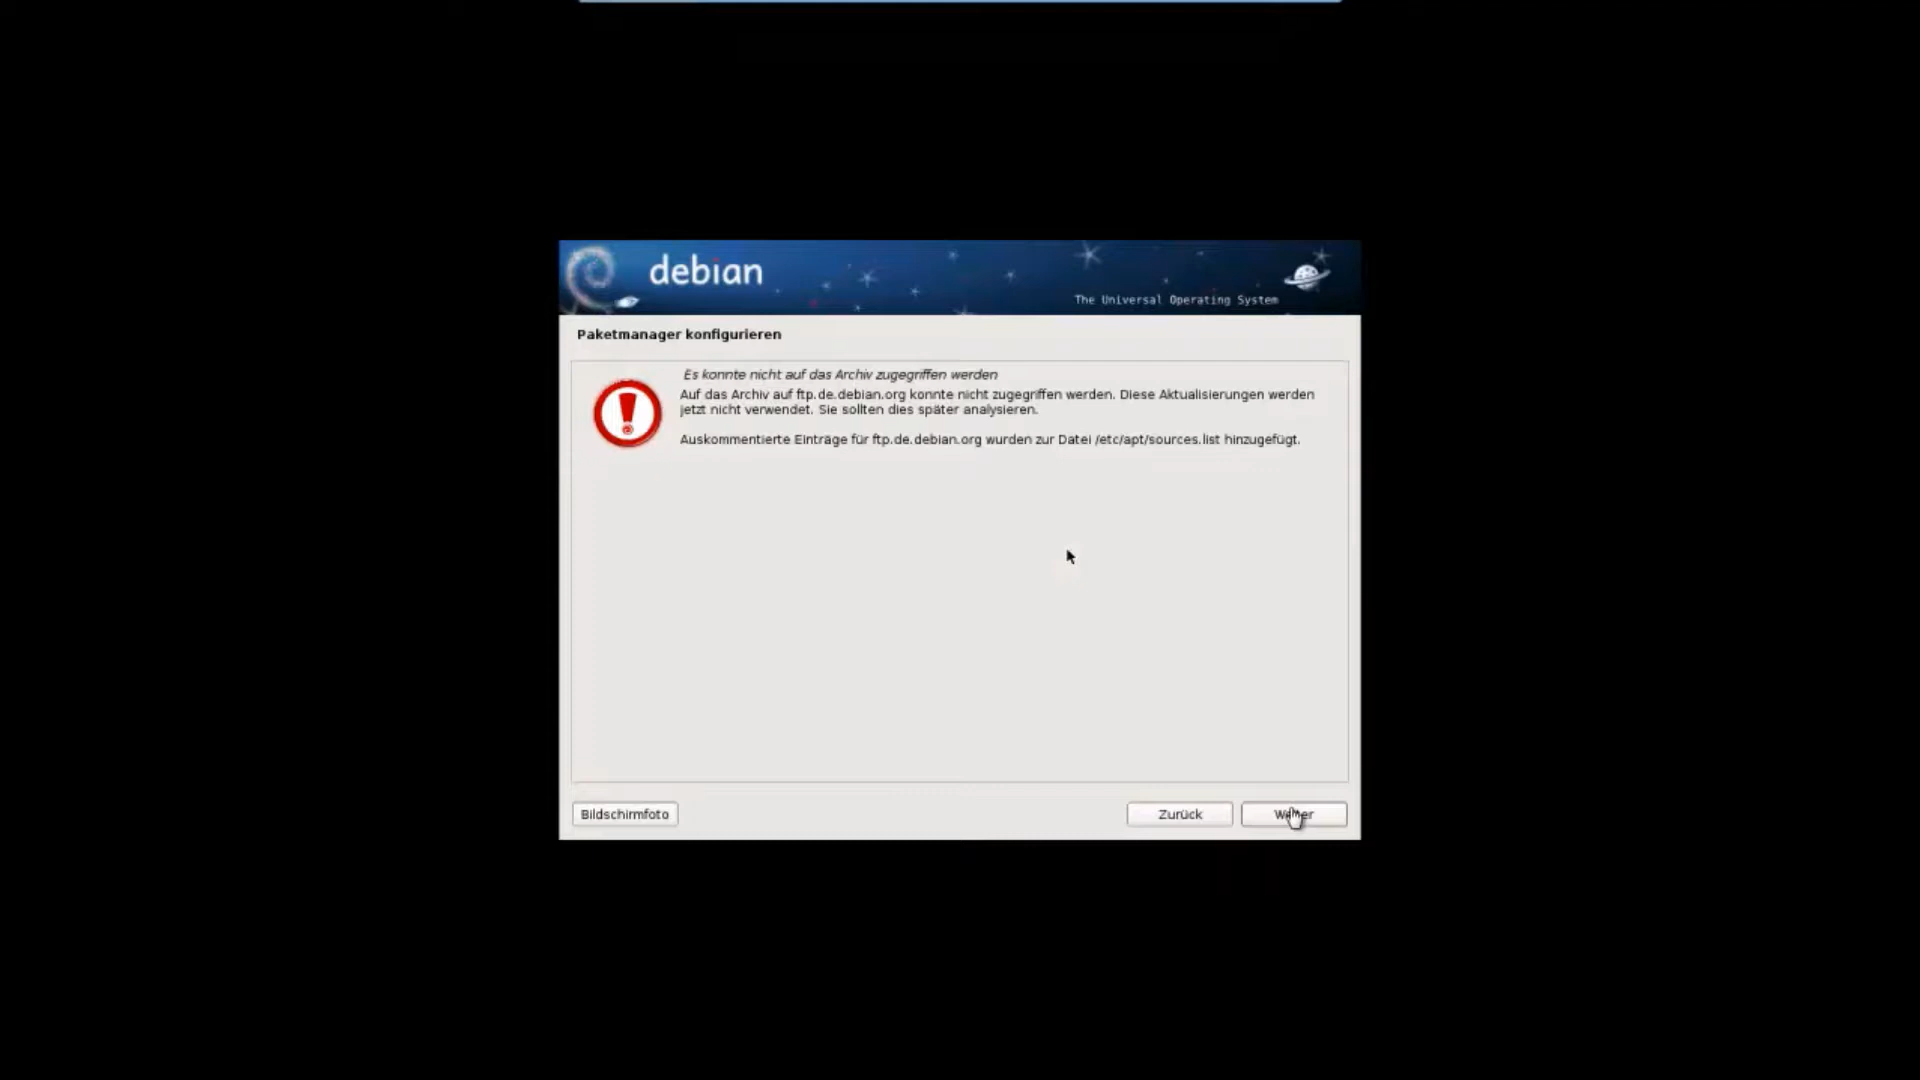 debian
The Universal Operating System
Paketmanager konfigurieren
Es konnte nicht auf das Archiv zugegriffen werden
Auf das Archiv auf ftp.de.debian.org konnte nicht zugegriffen werden. Diese Aktualisierungen werden
jetzt nicht verwendet. Sie sollten dies später analysieren.
Auskommentierte Einträge für ftp.de.debian.org wurden zur Datei /etc/apt/sources.list hinzugefügt.
Bildschirmfoto
Zurück
Weiter